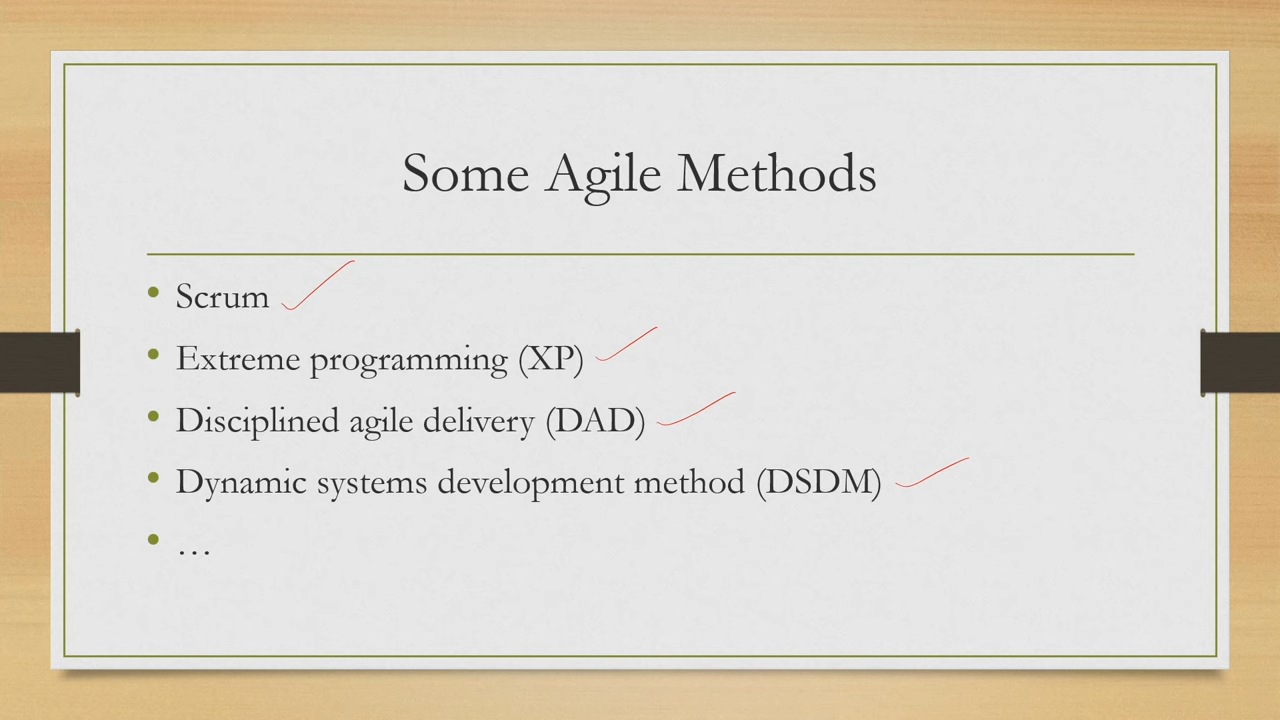 Some Agile Methods
• Scrum
• Extreme programming (XP)
• Disciplined agile delivery (DAD)
• Dynamic systems development method (DSDM)
• …